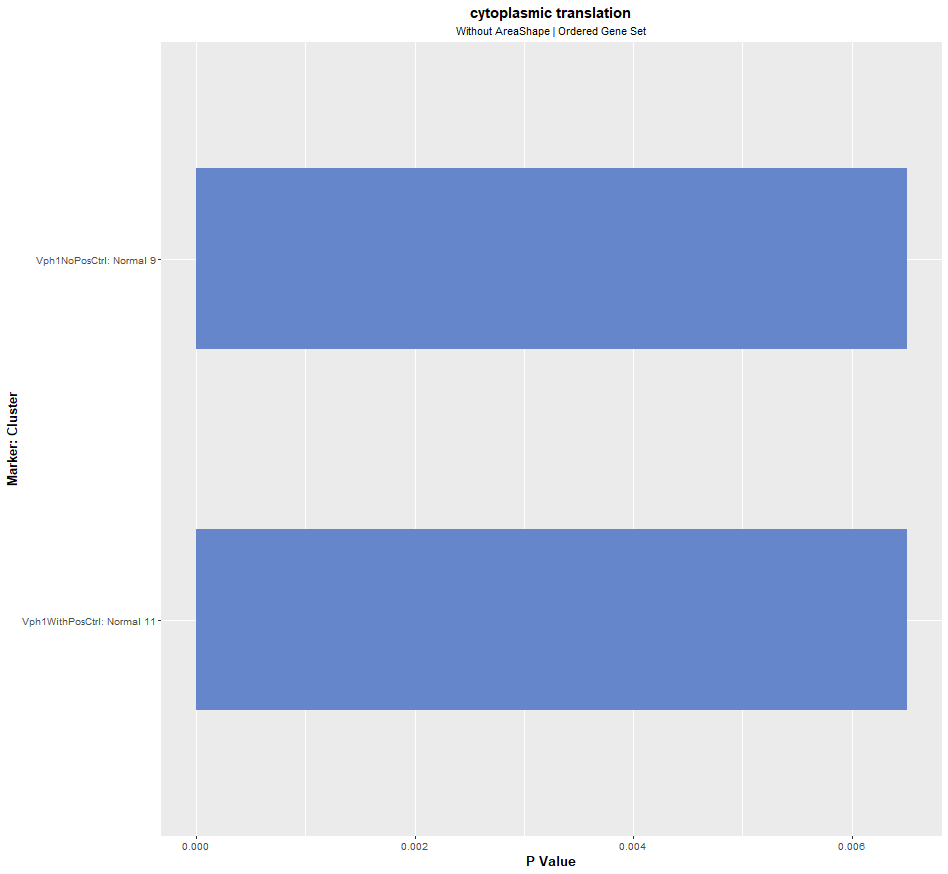 cytoplasmic translation
Without AreaShape | Ordered Gene Set
Marker: Cluster
Vph1NoPosCtrl: Normal 9
Vph1WithPosCtrl: Normal 11
0.000
0.002
0.004
0.006
P Value